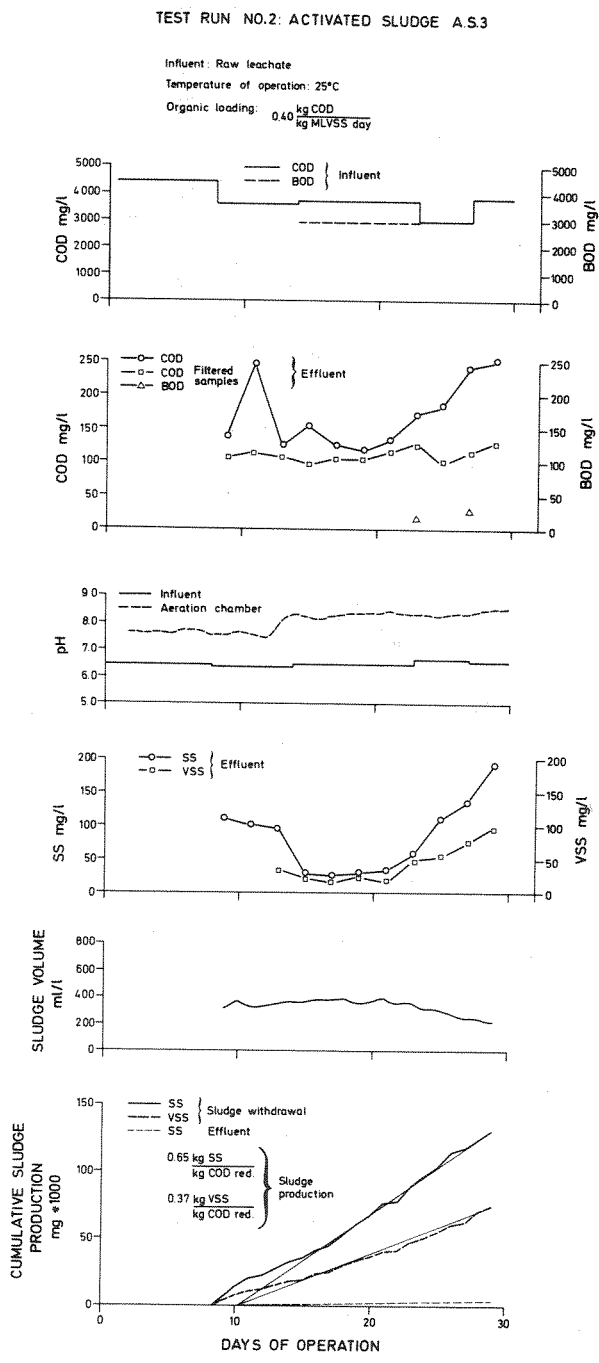 TEST RUN NO.2: ACTIVATED SLUDGE A.S.3
Influent: Raw leachate
Temperature of operation: 25°C
Organic loading: 0.40 kg COD
kg MLVSS day
COD
BOD
Influent
5000
4000
3000
2000
1000
0
COD mg/l
5000
4000
3000
2000
1000
0
BOD mg/l
COD
COD Filtered
BOD samples
Effluent
250
200
150
100
50
0
COD mg/l
250
200
150
100
50
0
BOD mg/l
Influent
Aeration chamber
9.0
8.0
7.0
6.0
5.0
pH
SS
VSS
Effluent
200
150
100
50
0
SS mg/l
200
150
100
50
0
VSS mg/l
800
600
400
200
0
SLUDGE VOLUME
ml/l
SS
VSS
Sludge withdrawal
SS Effluent
0.65 kg SS
kg COD red.
0.37 kg VSS
kg COD red.
Sludge
production
150
100
50
0
CUMULATIVE SLUDGE
PRODUCTION
mg *1000
0
10
20
30
DAYS OF OPERATION